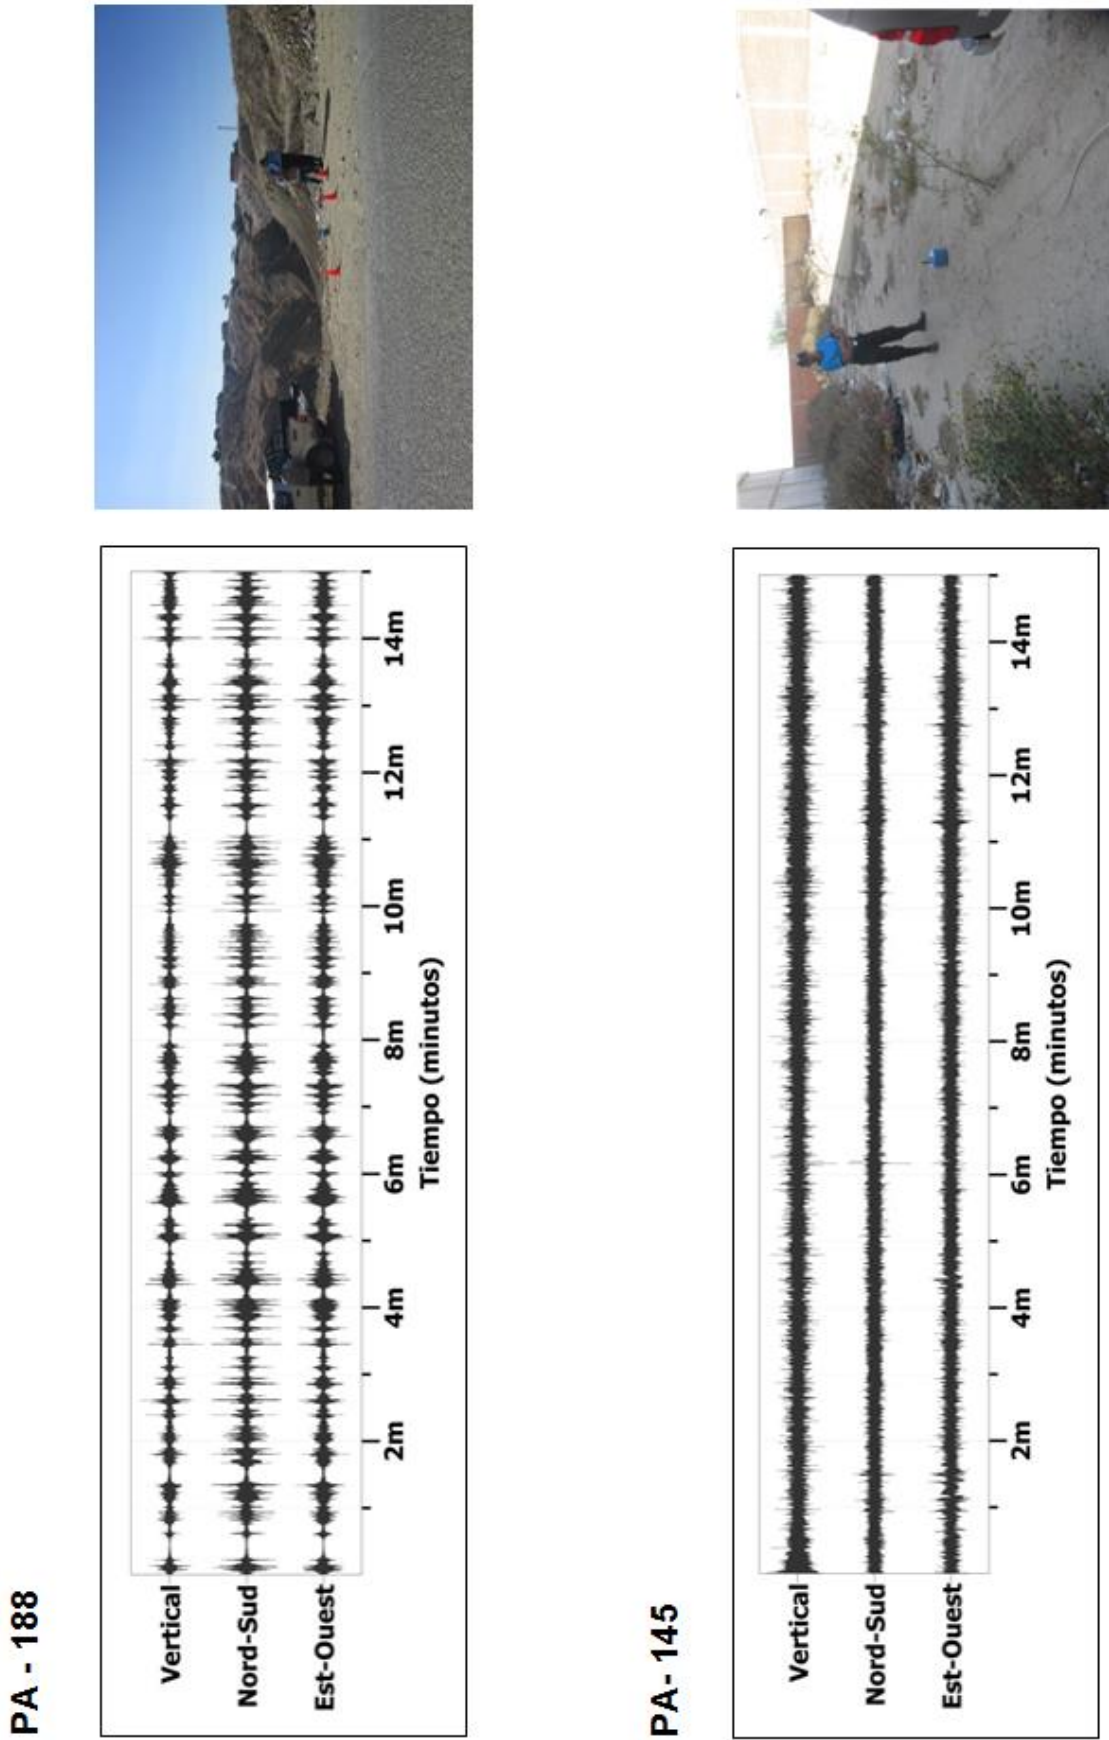 PA - 188
Vertical
Nord-Sud
Est-Ouest
2m 4m 6m 8m 10m 12m 14m
Tiempo (minutos)
PA- 145
Vertical
Nord-Sud
Est-Ouest
2m 4m 6m 8m 10m 12m 14m
Tiempo (minutos)